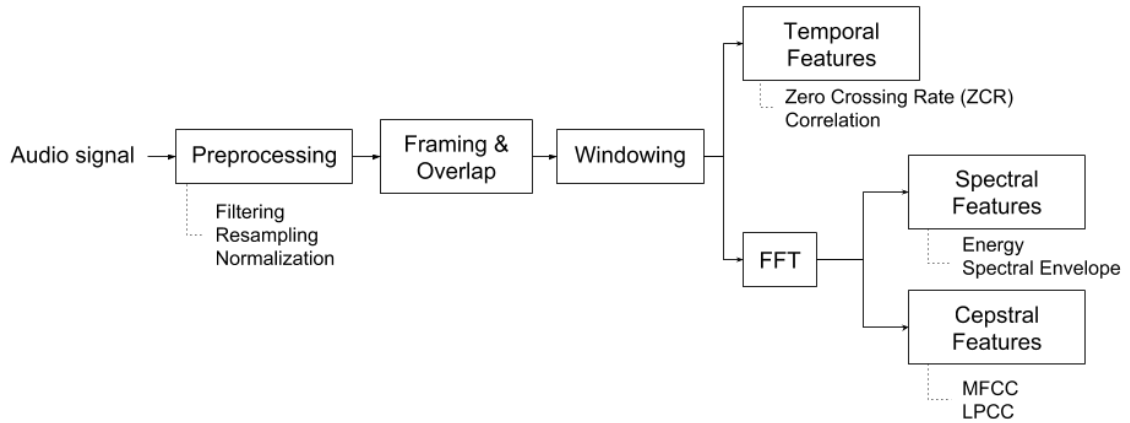 Audio signal
Preprocessing
Filtering
Resampling
Normalization
Framing &
Overlap
Windowing
Temporal
Features
Zero Crossing Rate (ZCR)
Correlation
FFT
Spectral
Features
Energy
Spectral Envelope
Cepstral
Features
MFCC
LPCC